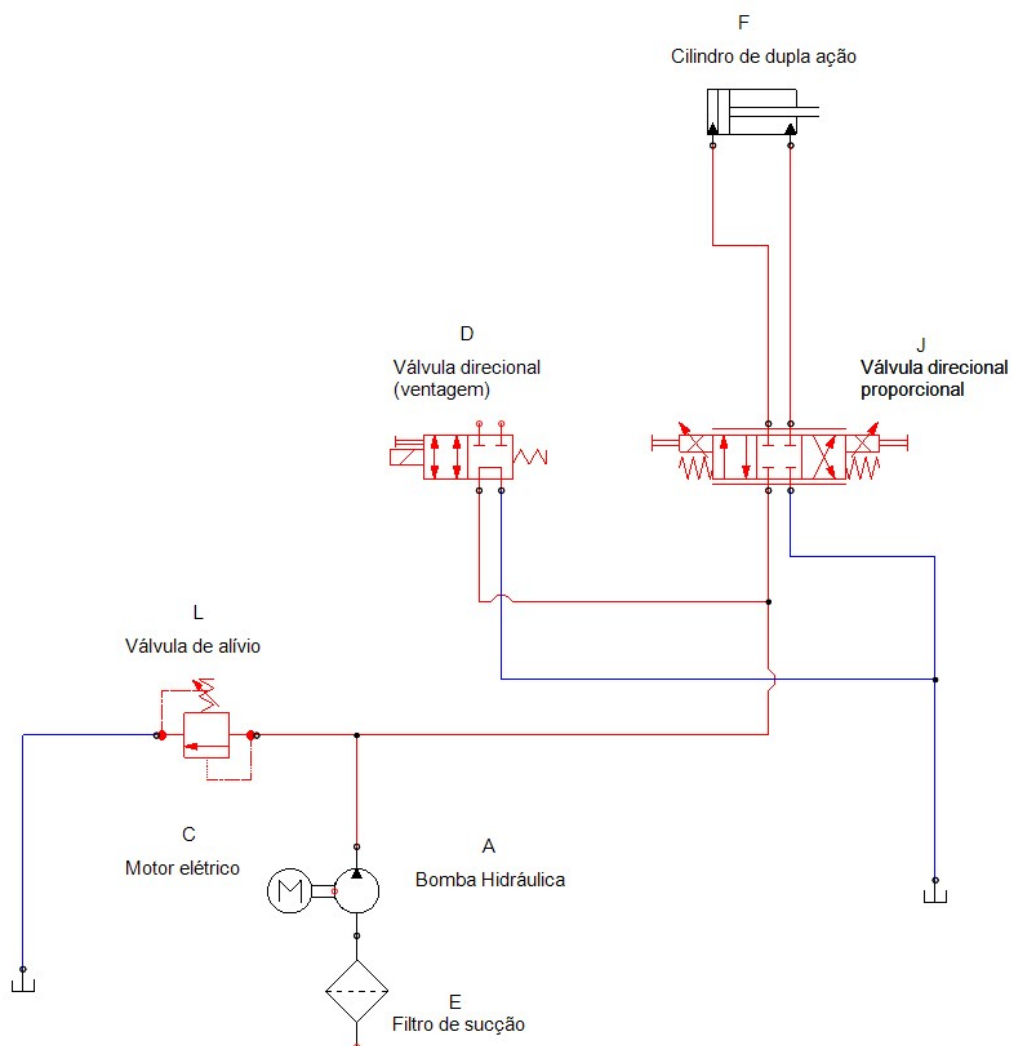 F
Cilindro de dupla ação
D
Válvula direcional
(ventagem)
J
Válvula direcional
proporcional
L
Válvula de alívio
C
Motor elétrico
M
A
Bomba Hidráulica
E
Filtro de sucção